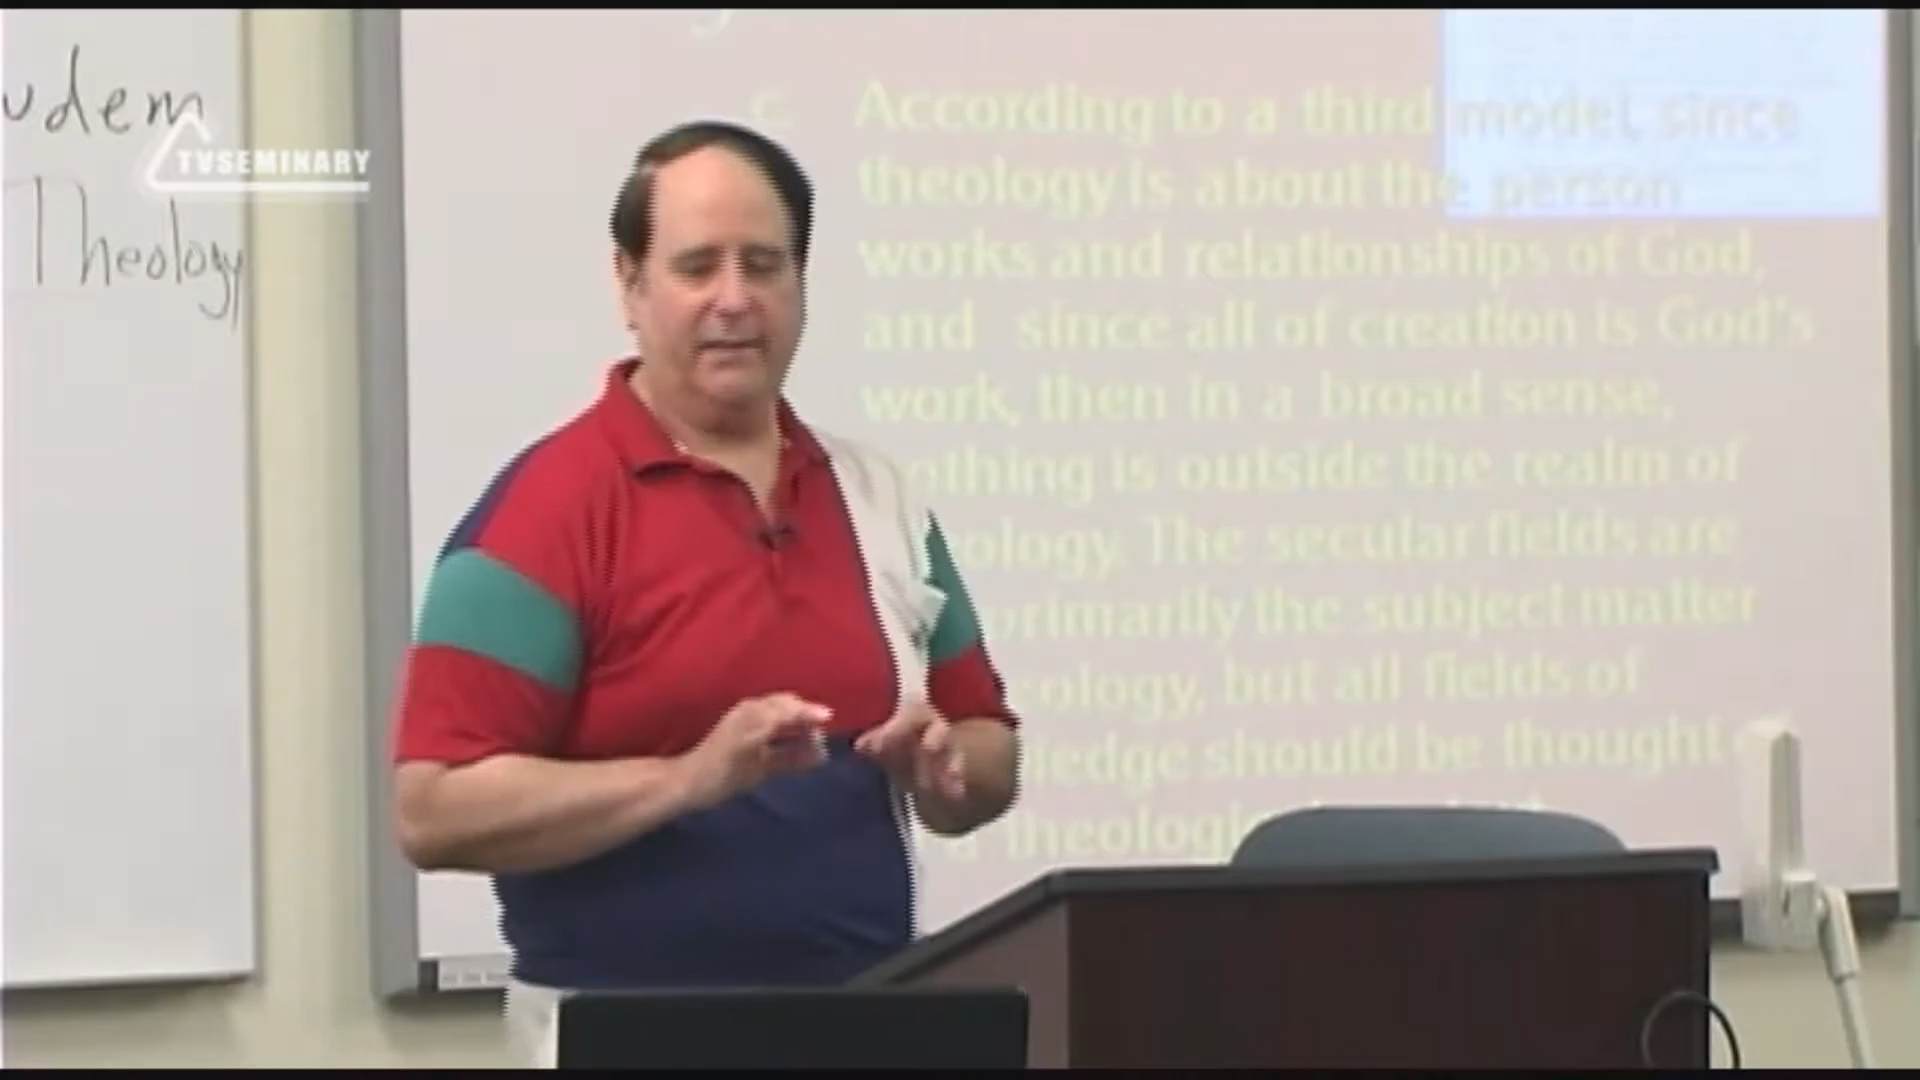 udem
Theology
TVSEMINARY
c According to a third model, since
theology is about the person
works and relationships of God,
and since all of creation is God's
work, then in a broad sense,
othing is outside the realm of
ology. The secular fields are
primarily the subject matter
ology, but all fields of
ledge should be thought
a theologi